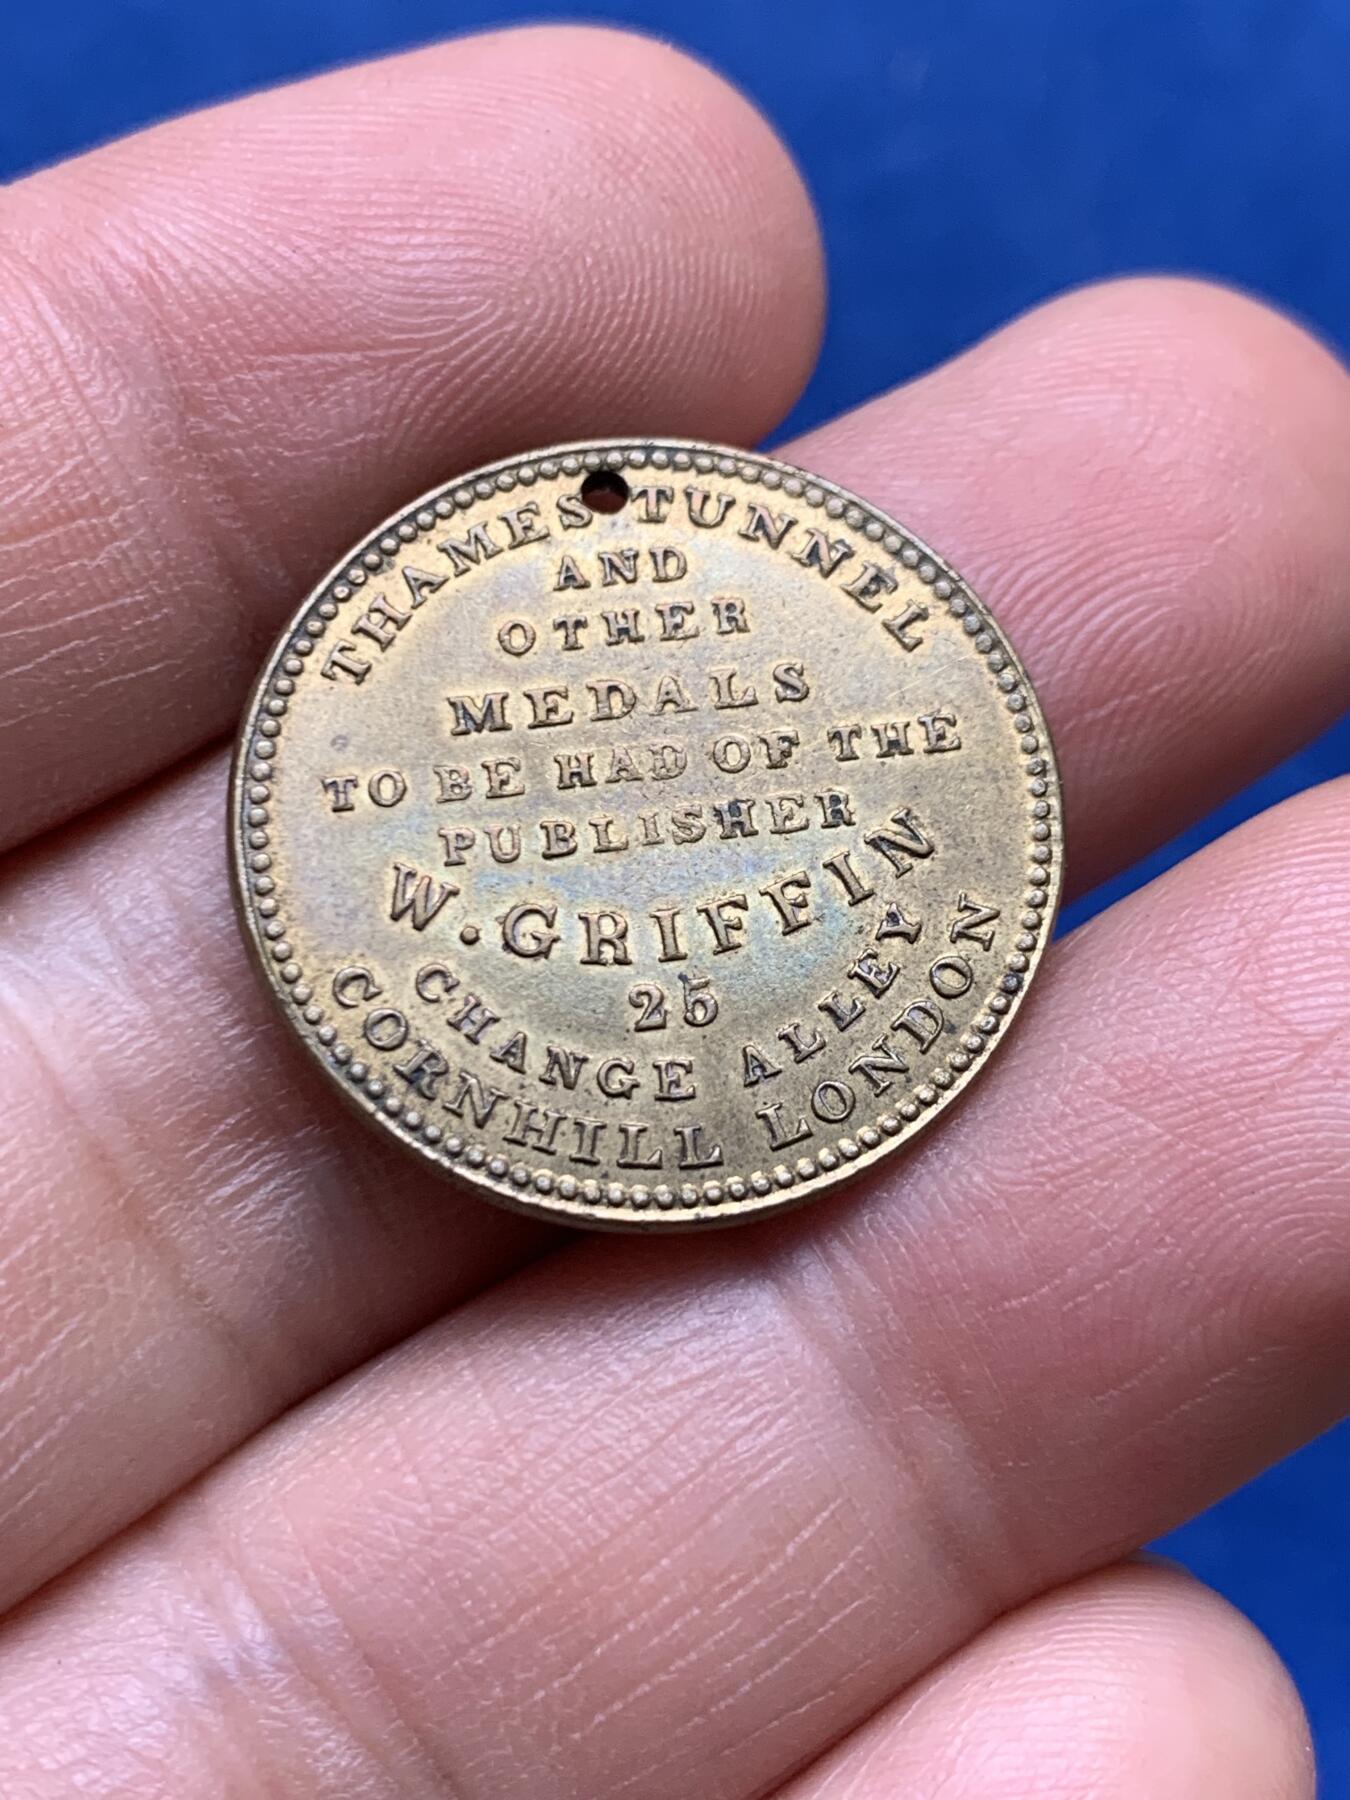 THAMES TUNNEL
AND
OTHER
MEDALS
TO BE HAD OF THE
PUBLISHER
W. GRIFFIN
25
CHANGE ALLEY
CORNHILL LONDON